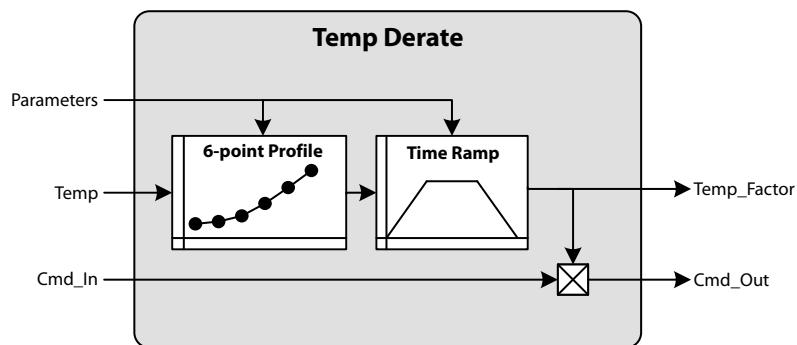 Temp Derate
Parameters
6-point Profile
Time Ramp
Temp
Temp_Factor
Cmd_In
Cmd_Out